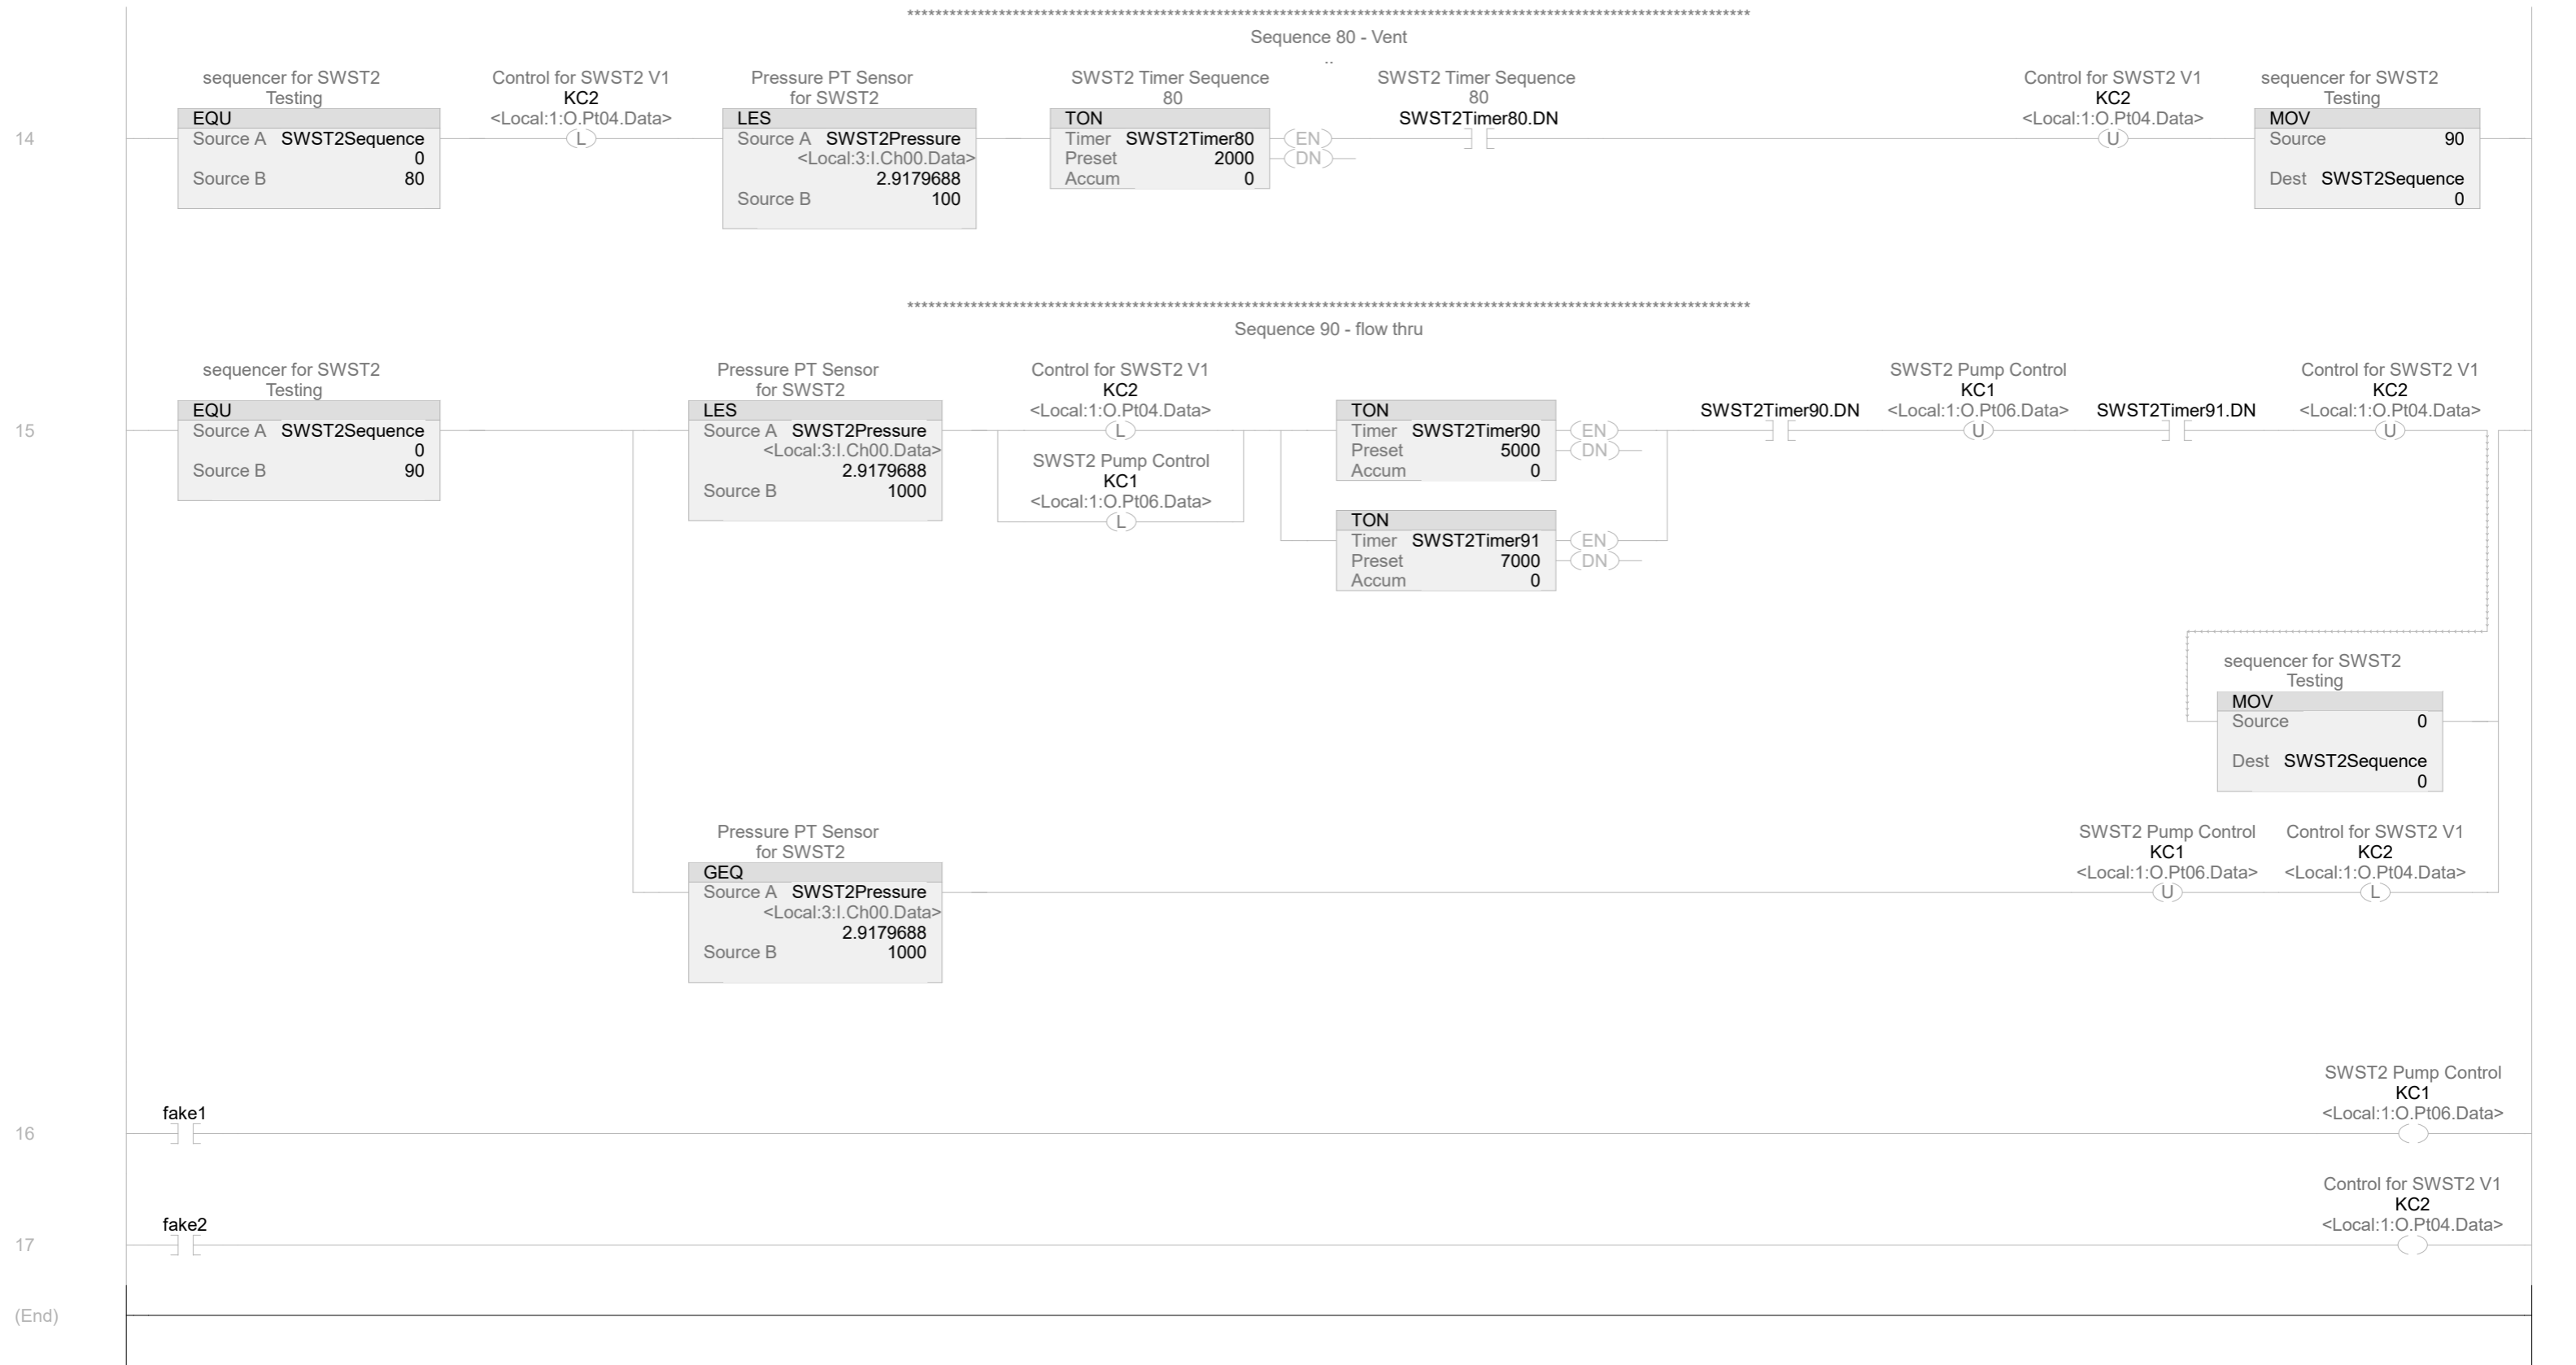 ****************************************************************************************************************************
Sequence 80 - Vent
..
sequencer for SWST2
Testing
EQU
Source A SWST2Sequence
0
Source B 80
Control for SWST2 V1
KC2
<Local:1:O.Pt04.Data>
L
Pressure PT Sensor
for SWST2
LES
Source A SWST2Pressure
<Local:3:I.Ch00.Data>
2.9179688
Source B 100
SWST2 Timer Sequence
80
TON
Timer SWST2Timer80
Preset 2000
Accum 0
EN
DN
SWST2 Timer Sequence
80
SWST2Timer80.DN
Control for SWST2 V1
KC2
<Local:1:O.Pt04.Data>
U
sequencer for SWST2
Testing
MOV
Source 90
Dest SWST2Sequence
0
14
****************************************************************************************************************************
Sequence 90 - flow thru
sequencer for SWST2
Testing
EQU
Source A SWST2Sequence
0
Source B 90
Pressure PT Sensor
for SWST2
LES
Source A SWST2Pressure
<Local:3:I.Ch00.Data>
2.9179688
Source B 1000
Control for SWST2 V1
KC2
<Local:1:O.Pt04.Data>
L
SWST2 Pump Control
KC1
<Local:1:O.Pt06.Data>
L
TON
Timer SWST2Timer90
Preset 5000
Accum 0
EN
DN
TON
Timer SWST2Timer91
Preset 7000
Accum 0
EN
DN
SWST2Timer90.DN
SWST2 Pump Control
KC1
<Local:1:O.Pt06.Data>
U
SWST2Timer91.DN
Control for SWST2 V1
KC2
<Local:1:O.Pt04.Data>
U
15
sequencer for SWST2
Testing
MOV
Source 0
Dest SWST2Sequence
0
Pressure PT Sensor
for SWST2
GEQ
Source A SWST2Pressure
<Local:3:I.Ch00.Data>
2.9179688
Source B 1000
SWST2 Pump Control
KC1
<Local:1:O.Pt06.Data>
U
Control for SWST2 V1
KC2
<Local:1:O.Pt04.Data>
L
16
fake1
SWST2 Pump Control
KC1
<Local:1:O.Pt06.Data>
17
fake2
Control for SWST2 V1
KC2
<Local:1:O.Pt04.Data>
(End)